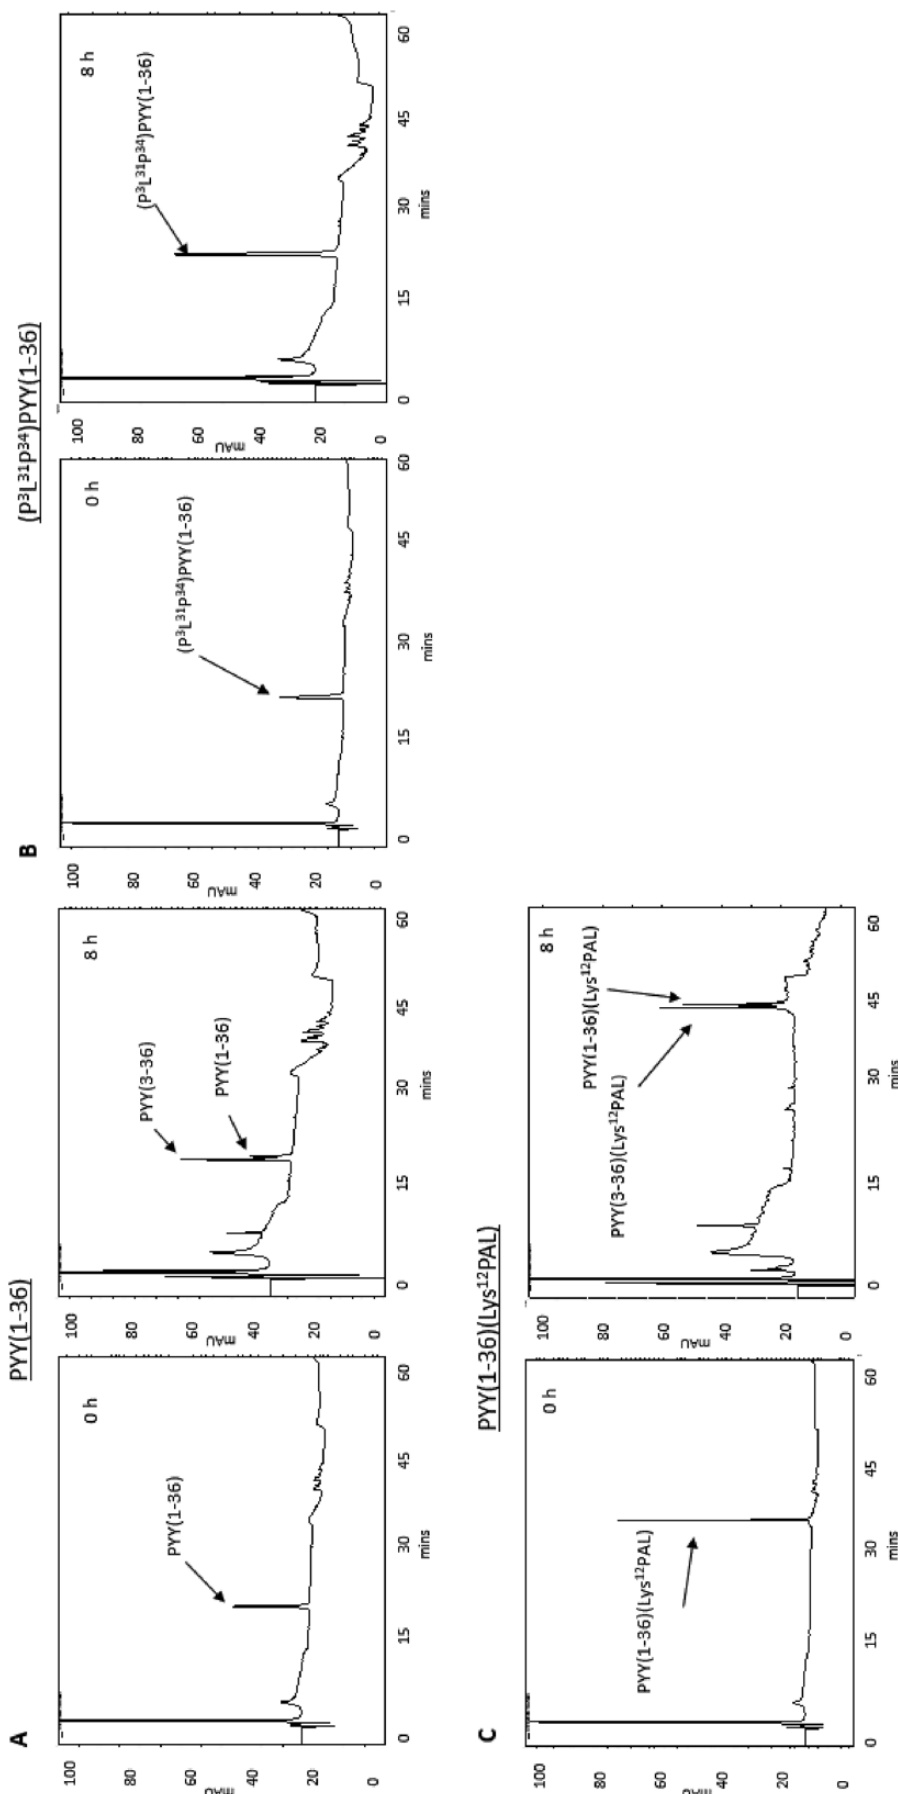 A
PYY(1-36)
0 h
PYY(1-36)
mAU
100
80
60
40
20
0
0
15
30
45
60
mins
8 h
PYY(3-36)
PYY(1-36)
mAU
100
80
60
40
20
0
0
15
30
45
60
mins
B
(P³L³¹P³⁴)PYY(1-36)
0 h
(P³L³¹P³⁴)PYY(1-36)
mAU
100
80
60
40
20
0
0
15
30
45
60
mins
8 h
(P³L³¹P³⁴)PYY(1-36)
mAU
100
80
60
40
20
0
0
15
30
45
60
mins
C
PYY(1-36)(Lys¹²PAL)
0 h
PYY(1-36)(Lys¹²PAL)
mAU
100
80
60
40
20
0
0
15
30
45
60
mins
8 h
PYY(1-36)(Lys¹²PAL)
PYY(3-36)(Lys¹²PAL)
mAU
100
80
60
40
20
0
0
15
30
45
60
mins